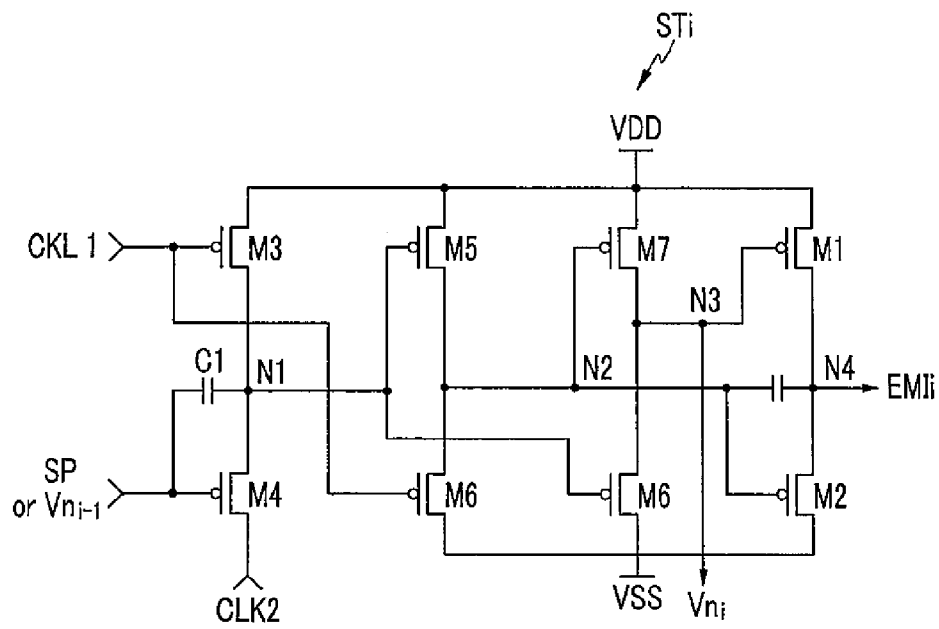 STi
VDD
CKL 1
M3
M5
M7
M1
N3
C1
N1
N2
N4
EMIi
SP
or Vni-1
M4
M6
M6
M2
CLK2
VSS
Vni